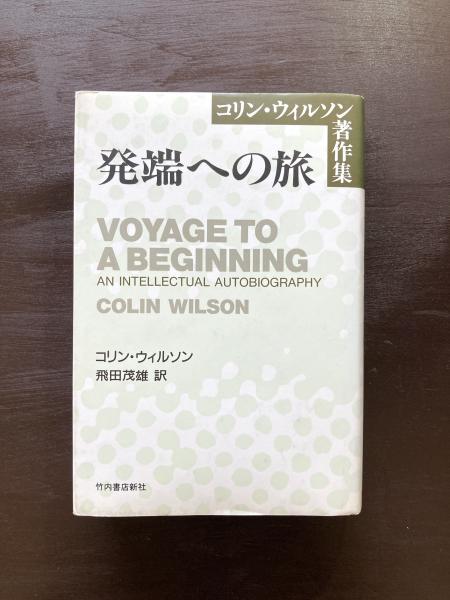 コリン・ウィルソン
著作集
発端への旅
VOYAGE TO
A BEGINNING
AN INTELLECTUAL AUTOBIOGRAPHY
COLIN WILSON
コリン・ウィルソン
飛田茂雄 訳
竹内書店新社